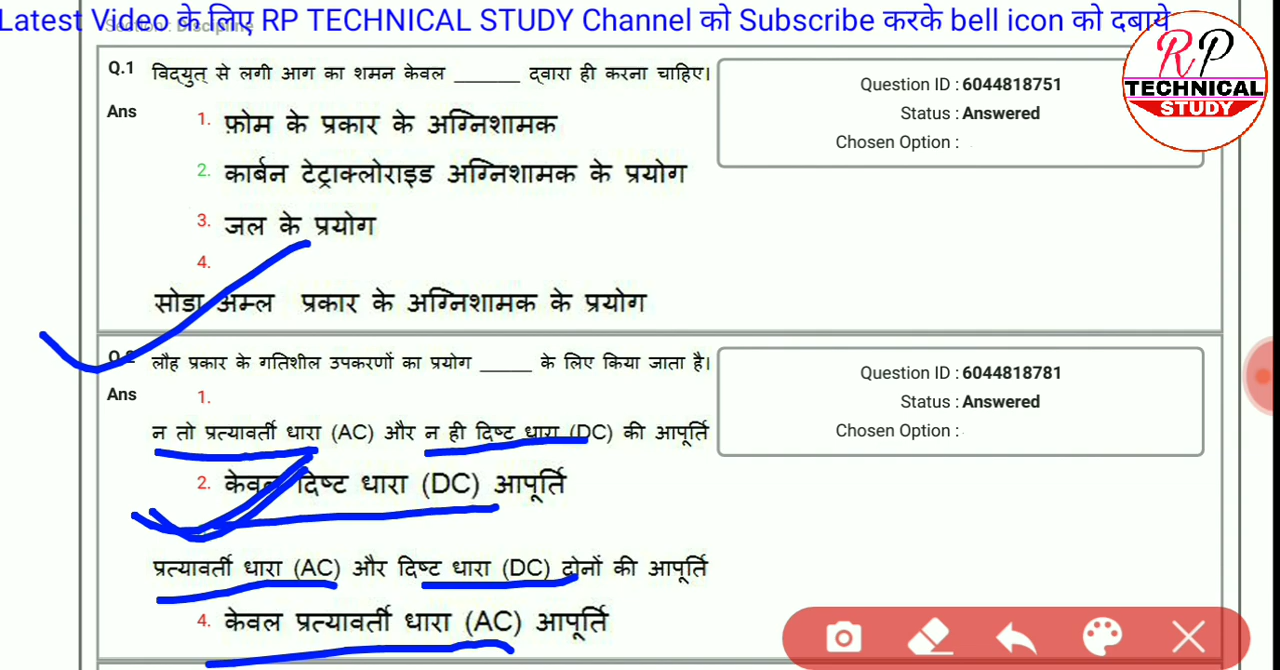 Latest Video के लिए RP TECHNICAL STUDY Channel को Subscribe करके bell icon को दबाये
Section : Discipline
RP
TECHNICAL
STUDY
Q.1 विद्युत् से लगी आग का शमन केवल ______ द्वारा ही करना चाहिए।
Ans
1. फ़ोम के प्रकार के अग्निशामक
2. कार्बन टेट्राक्लोराइड अग्निशामक के प्रयोग
3. जल के प्रयोग
4.
सोडा अम्ल प्रकार के अग्निशामक के प्रयोग
Question ID : 6044818751
Status : Answered
Chosen Option :
Q.2 लौह प्रकार के गतिशील उपकरणों का प्रयोग _____ के लिए किया जाता है।
Ans
1.
न तो प्रत्यावर्ती धारा (AC) और न ही दिष्ट धारा (DC) की आपूर्ति
2. केवल दिष्ट धारा (DC) आपूर्ति
प्रत्यावर्ती धारा (AC) और दिष्ट धारा (DC) दोनों की आपूर्ति
4. केवल प्रत्यावर्ती धारा (AC) आपूर्ति
Question ID : 6044818781
Status : Answered
Chosen Option :